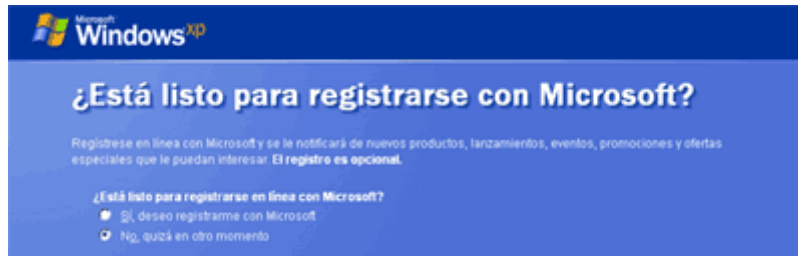 Microsoft
Windows xp
¿Está listo para registrarse con Microsoft?
Regístrese en línea con Microsoft y se le notificará de nuevos productos, lanzamientos, eventos, promociones y ofertas
especiales que le puedan interesar. El registro es opcional.
¿Está listo para registrarse en línea con Microsoft?
Sí, deseo registrarme con Microsoft
No, quizá en otro momento